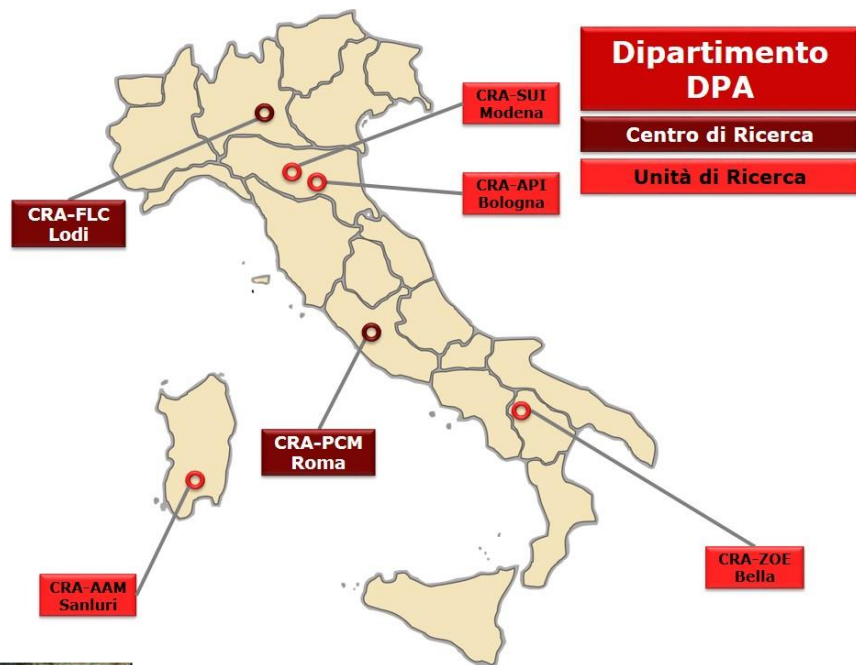 Dipartimento
DPA
Centro di Ricerca
Unità di Ricerca
CRA-SUI
Modena
CRA-API
Bologna
CRA-FLC
Lodi
CRA-PCM
Roma
CRA-ZOE
Bella
CRA-AAM
Sanluri